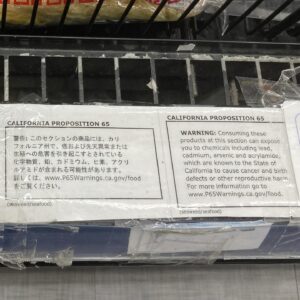 CALIFORNIA PROPOSITION 65
警告: このセクションの商品には、カリ
フォルニア州で、癌および先天異常または
生殖への危害を引き起こすとされている
化学物質、鉛、カドミウム、ヒ素、アクリ
ルアミドが含まれる可能性があります。
詳しくは、www.P65Warnings.ca.gov/food
をご覧ください。
(seaweed/seafood)
CALIFORNIA PROPOSITION 65
WARNING: Consuming these
products at this section can expose
you to chemicals including lead,
cadmium, arsenic and acrylamide,
which are known to the State of
California to cause cancer and birth
defects or other reproductive harm.
For more information go to
www.P65Warnings.ca.gov/food.
(seaweed/seafood)